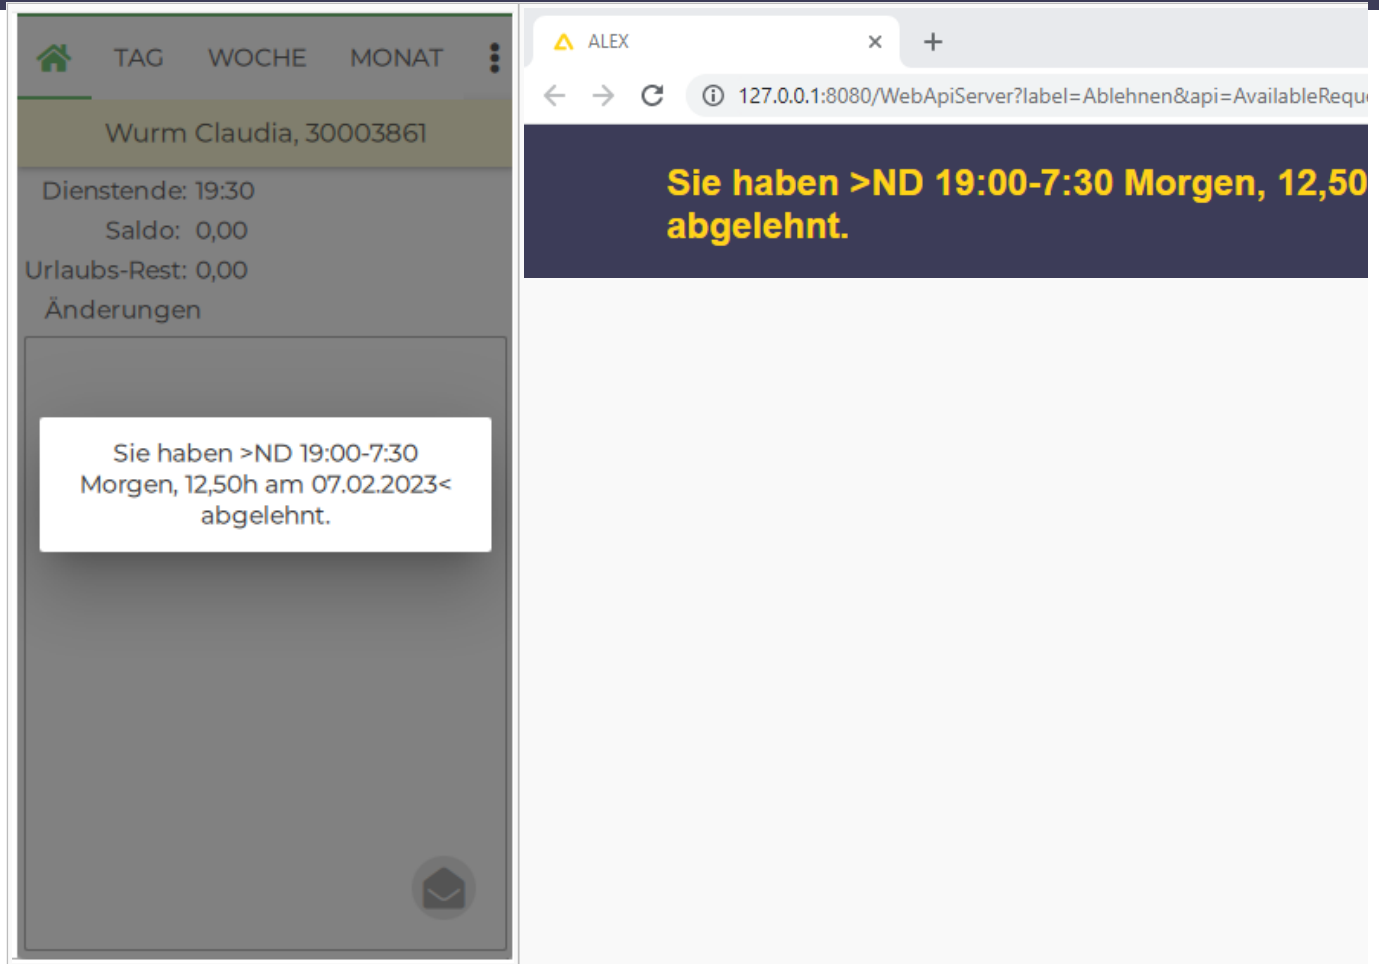 TAG WOCHE MONAT
Wurm Claudia, 30003861
Dienstende: 19:30
Saldo: 0,00
Urlaubs-Rest: 0,00
Änderungen
Sie haben >ND 19:00-7:30
Morgen, 12,50h am 07.02.2023<
abgelehnt.
ALEX
127.0.0.1:8080/WebApiServer?label=Ablehnen&api=AvailableReque
Sie haben >ND 19:00-7:30 Morgen, 12,50
abgelehnt.